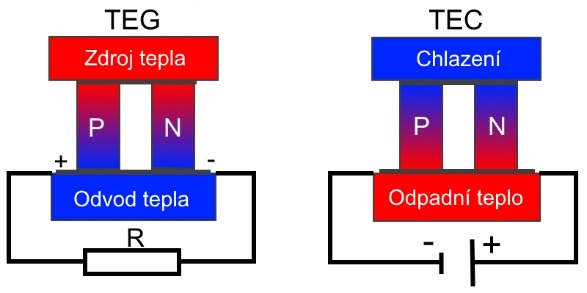 TEG
Zdroj tepla
P N
+ -
Odvod tepla
R
TEC
Chlazení
P N
Odpadní teplo
- +